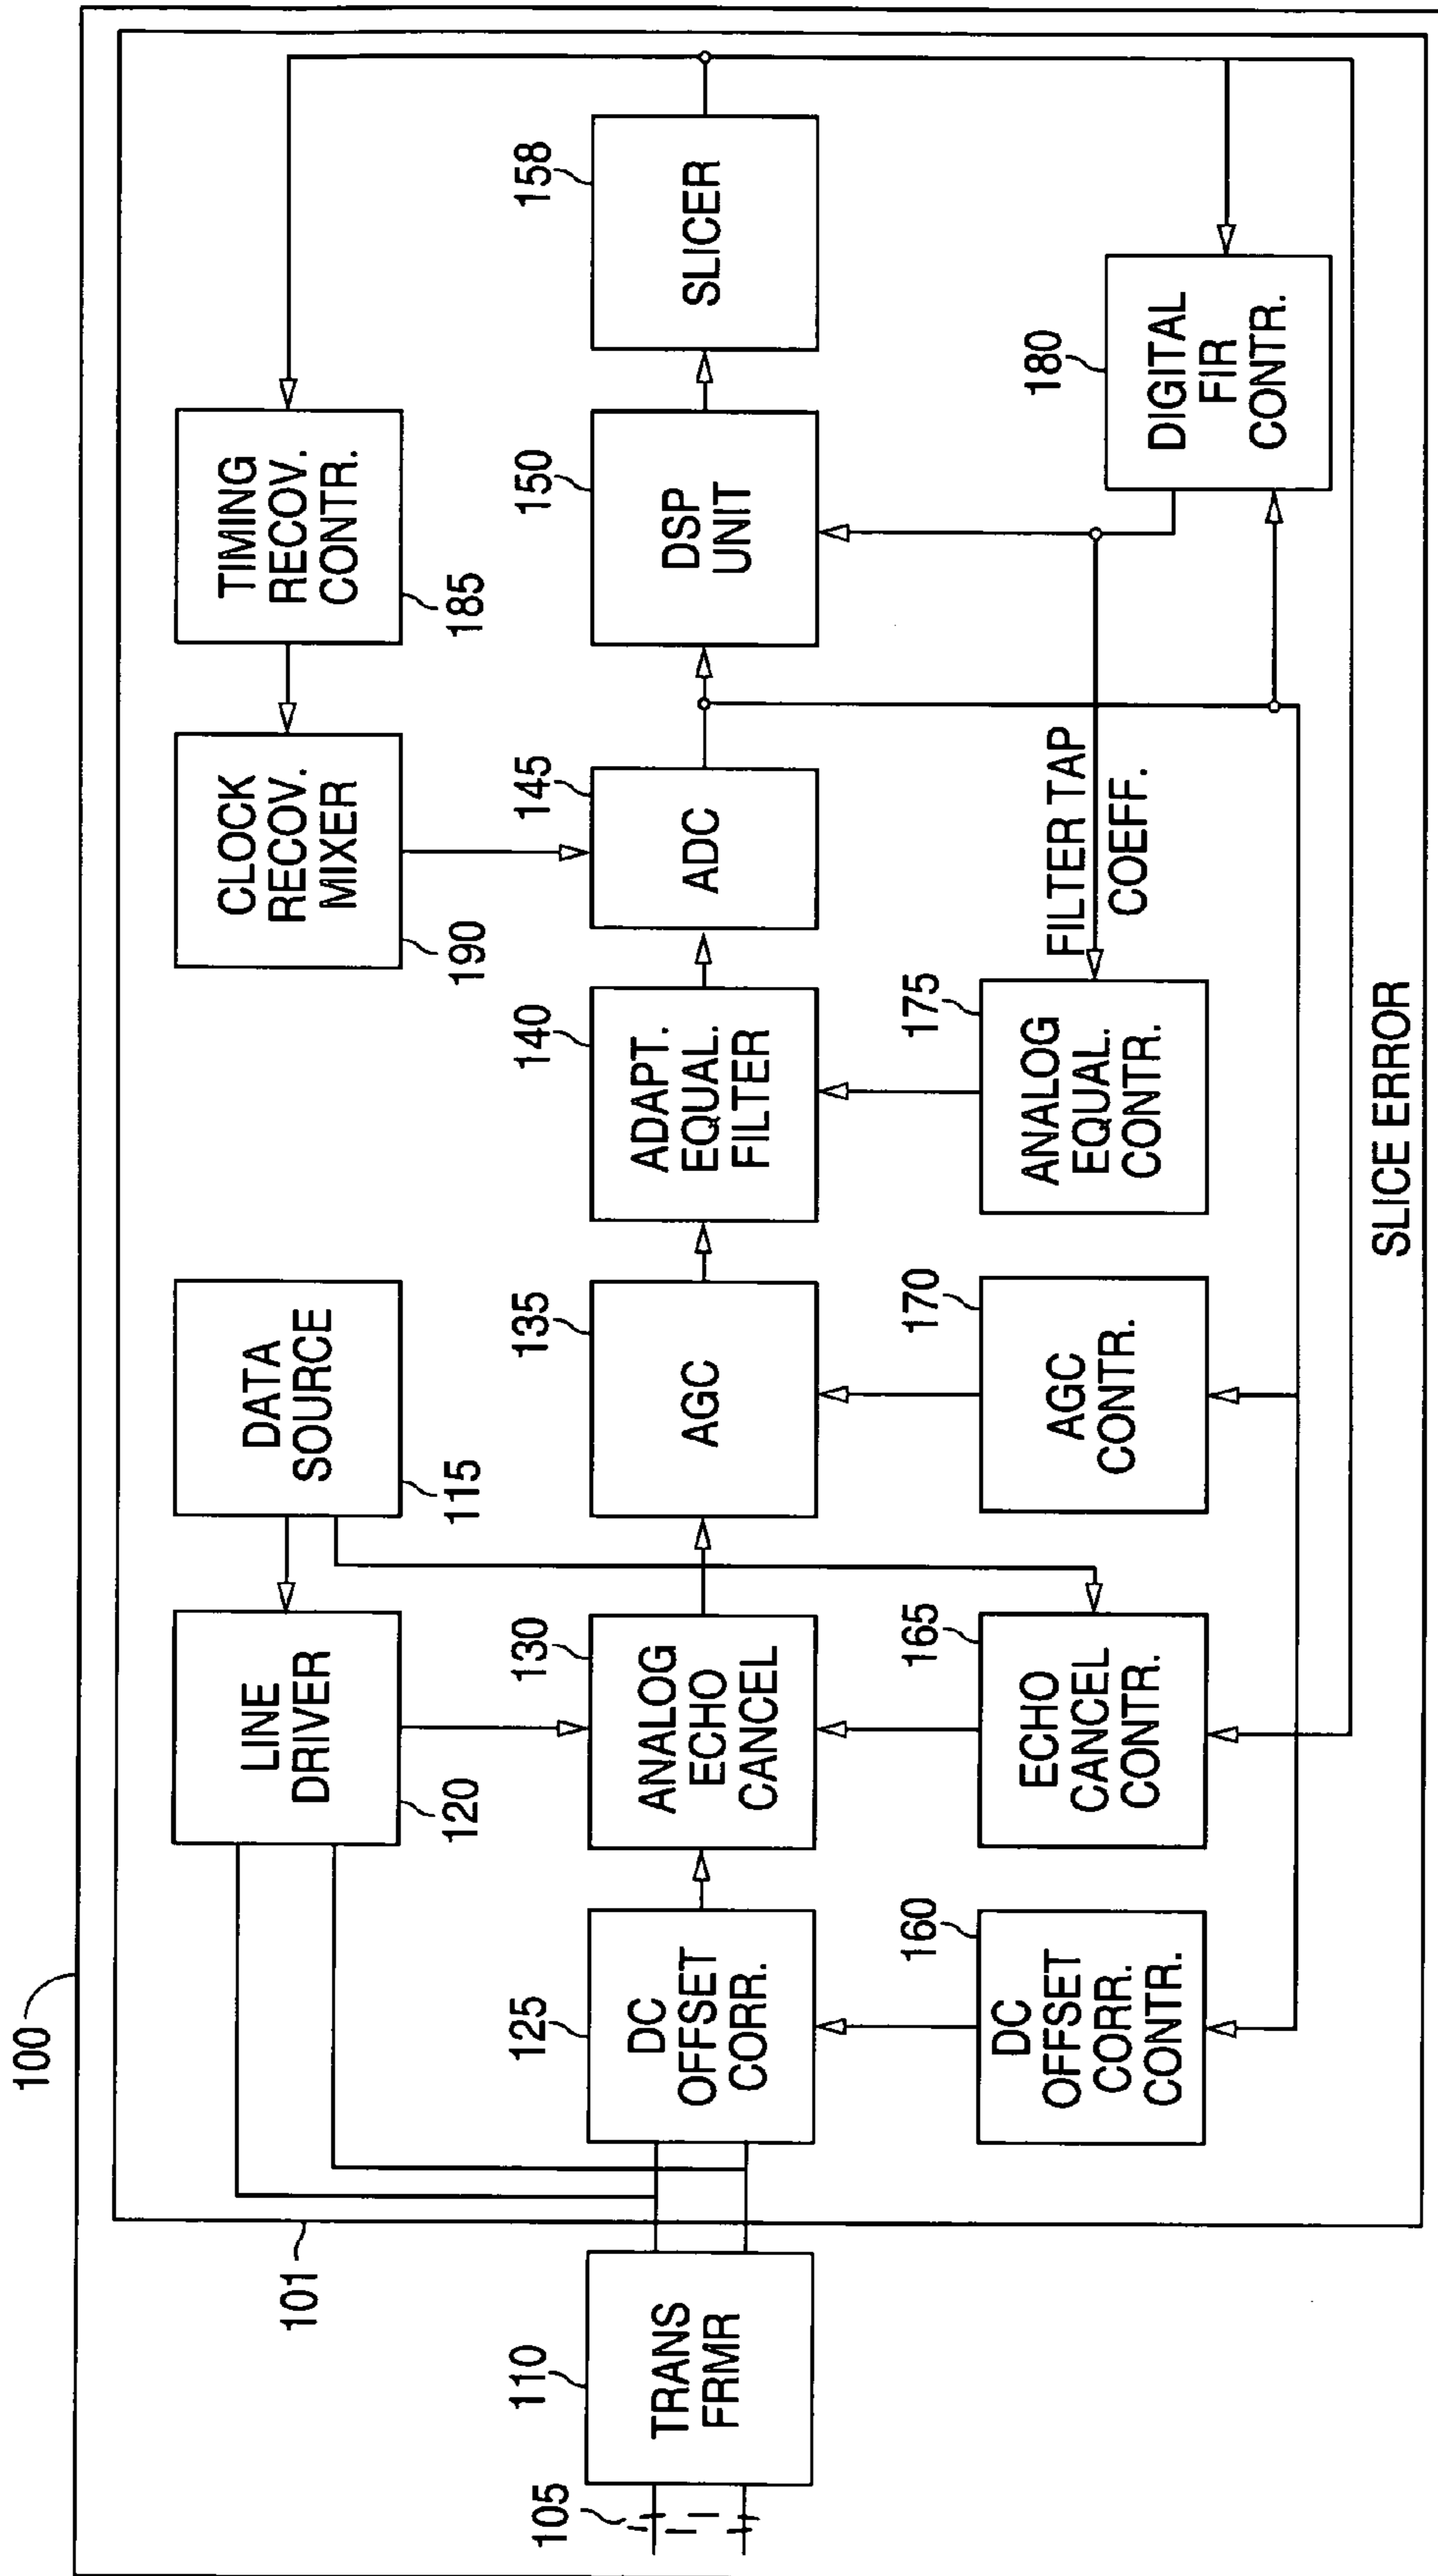 100
101
LINE
DRIVER
120
DATA
SOURCE
115
CLOCK
RECOV.
MIXER
190
TIMING
RECOV.
CONTR.
185
105
110
TRANS
FRMR
125
DC
OFFSET
CORR.
130
ANALOG
ECHO
CANCEL
135
AGC
140
ADAPT.
EQUAL.
FILTER
145
ADC
150
DSP
UNIT
158
SLICER
160
DC
OFFSET
CORR.
CONTR.
165
ECHO
CANCEL
CONTR.
170
AGC
CONTR.
175
ANALOG
EQUAL.
CONTR.
FILTER TAP
COEFF.
180
DIGITAL
FIR
CONTR.
SLICE ERROR